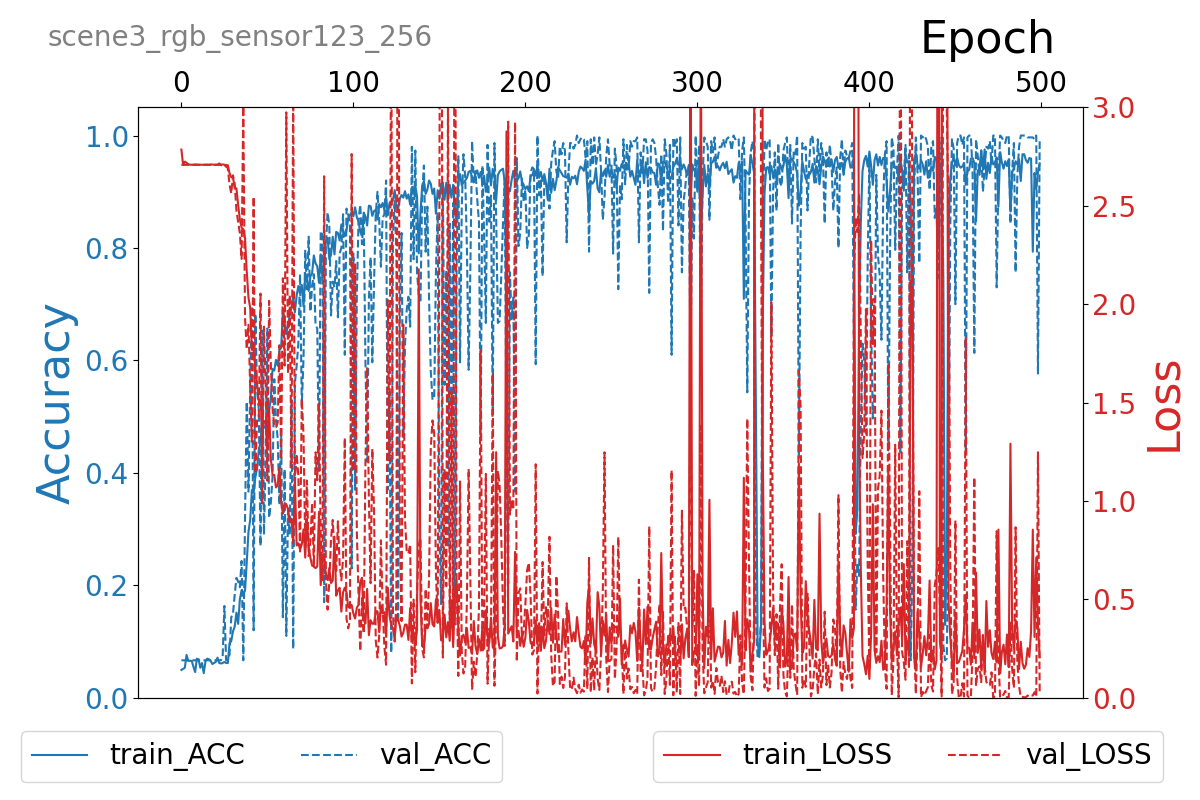 scene3_rgb_sensor123_256
Epoch
0 100 200 300 400 500
1.0
0.8
0.6
0.4
0.2
0.0
Accuracy
3.0
2.5
2.0
1.5
1.0
0.5
0.0
Loss
train_ACC val_ACC
train_LOSS val_LOSS